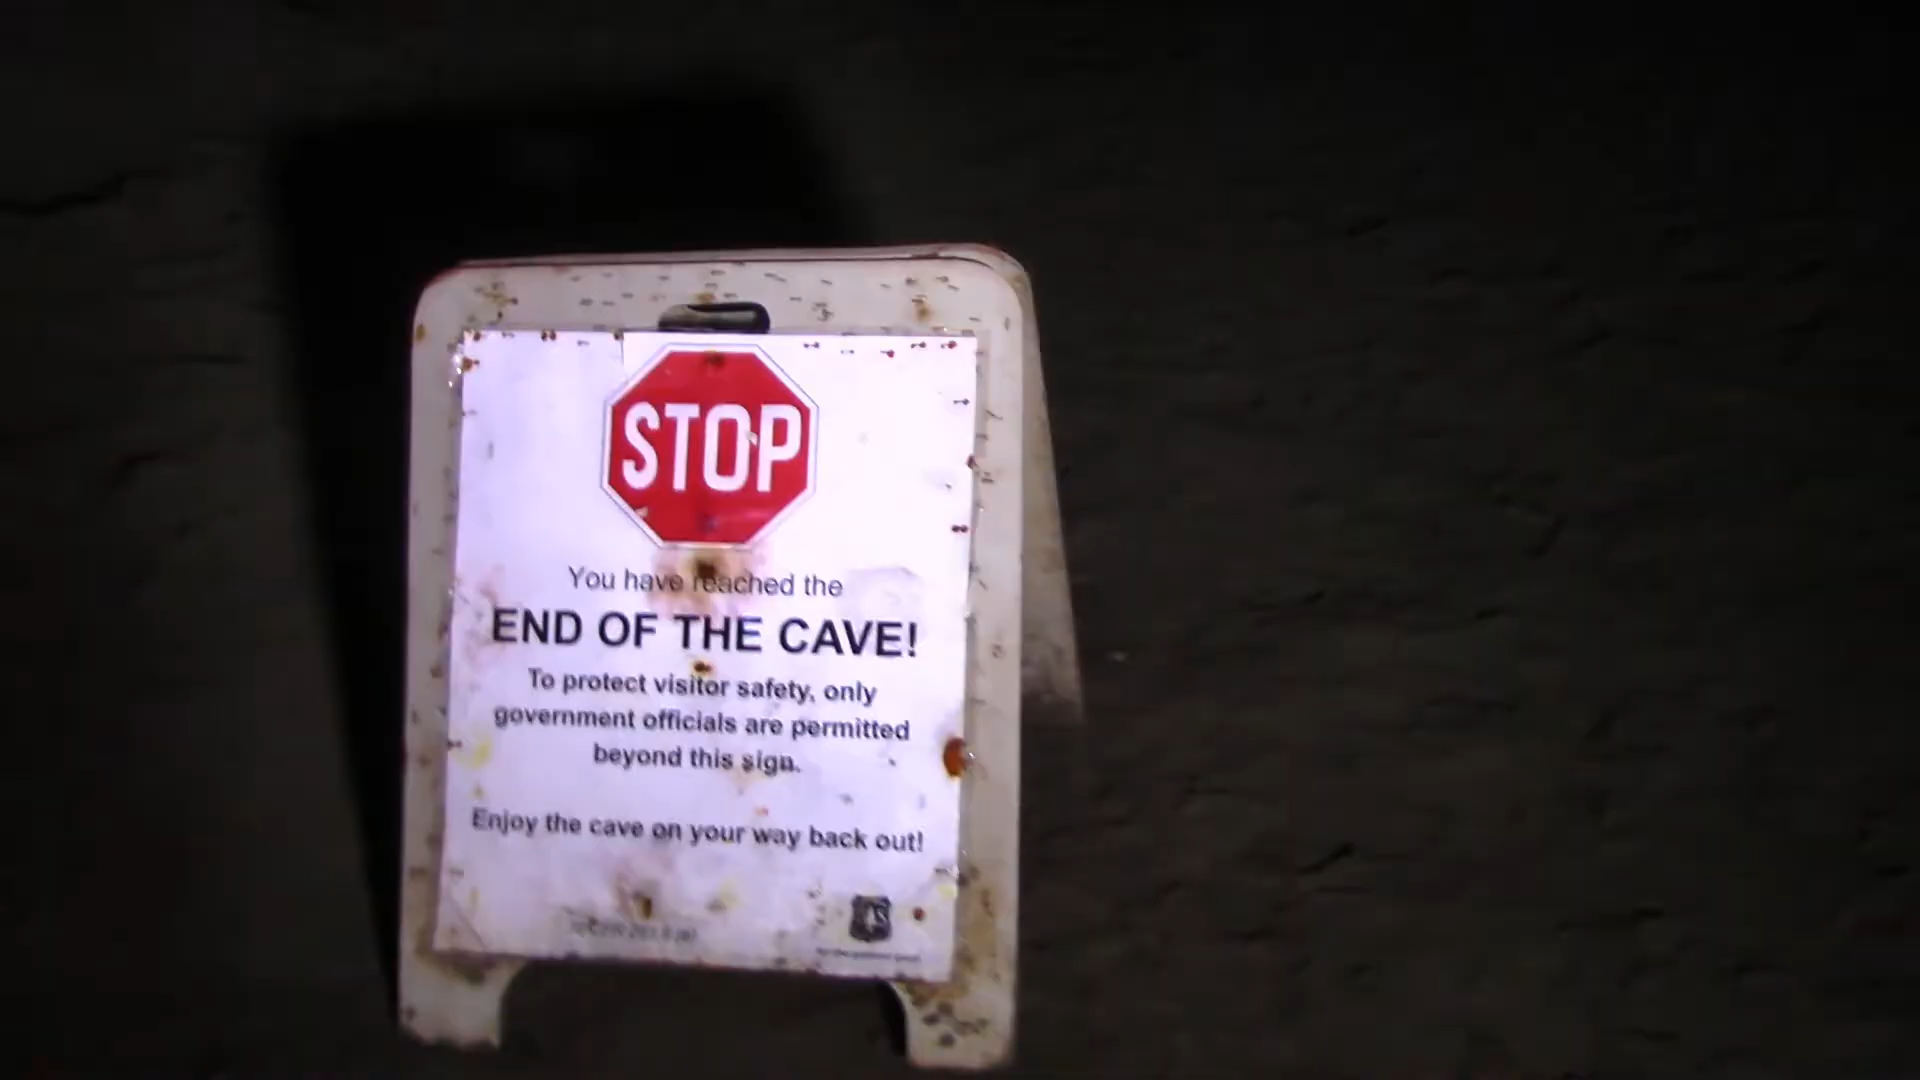 STOP
You have reached the
END OF THE CAVE!
To protect visitor safety, only
government officials are permitted
beyond this sign.
Enjoy the cave on your way back out!